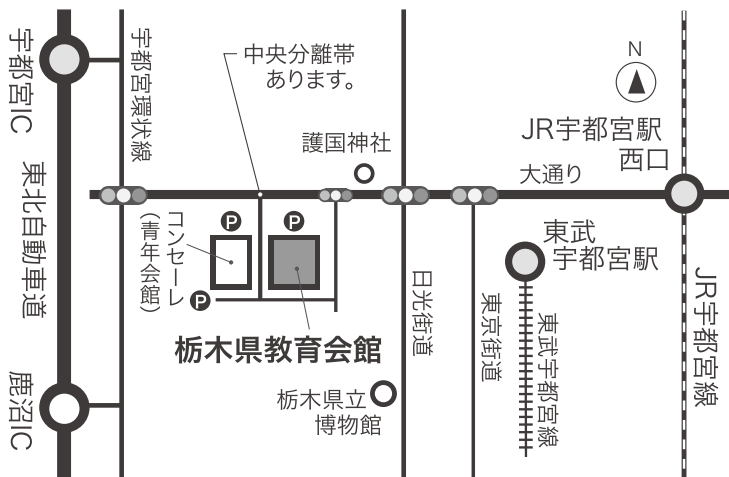 宇都宮IC
宇都宮環状線
中央分離帯
あります。
N
JR宇都宮駅
西口
護国神社
大通り
東北自動車道
P
P
コンセーレ
（青年会館）
P
東武
宇都宮駅
JR宇都宮線
日光街道
東京街道
東武宇都宮線
栃木県教育会館
鹿沼IC
栃木県立
博物館